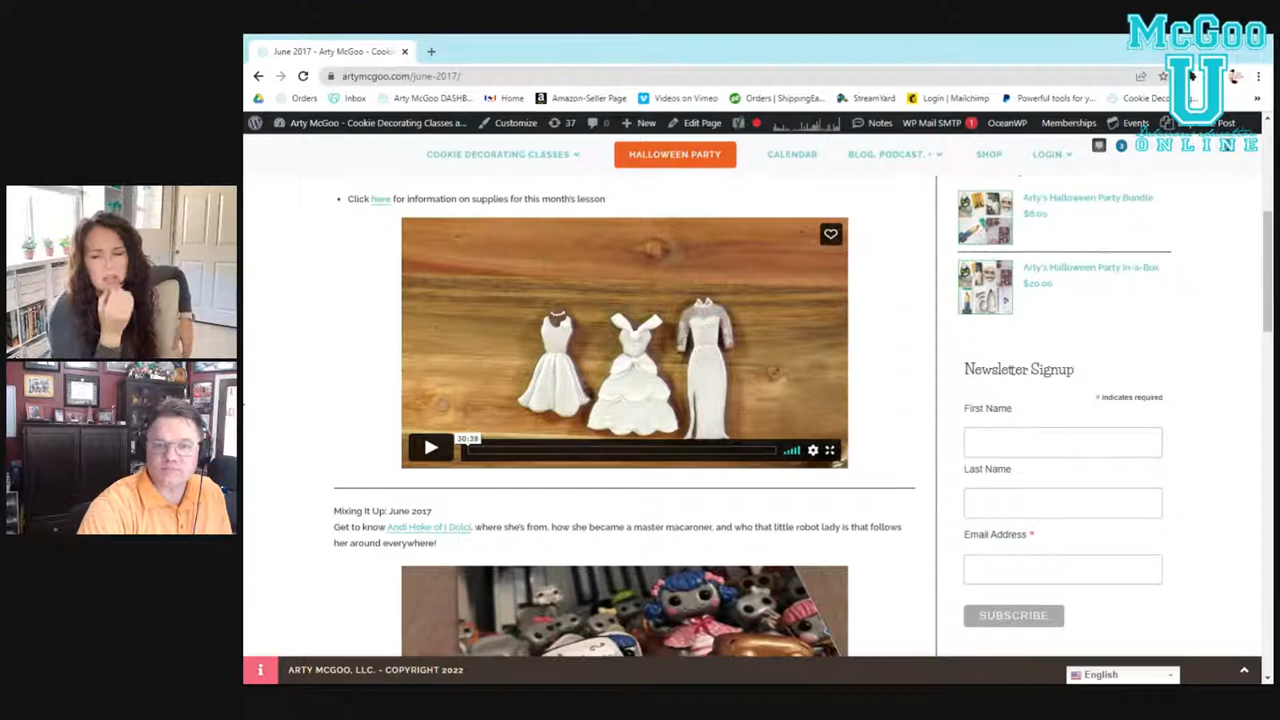 McGoo
U
ONLINE
June 2017 - Arty McGoo - Cooki
artymcgoo.com/june-2017/
Orders Inbox Arty McGoo DASHB... Home Amazon-Seller Page Videos on Vimeo Orders | ShippingEa... StreamYard Login | Mailchimp Powerful tools for y... Cookie Deco
Arty McGoo - Cookie Decorating Classes a... Customize 37 0 New Edit Page Notes WP Mail SMTP 1 OceanWP Memberships Events Post
COOKIE DECORATING CLASSES HALLOWEEN PARTY CALENDAR BLOG, PODCAST, + SHOP LOGIN
Click here for information on supplies for this month's lesson
30:38
Mixing It Up: June 2017
Get to know Andi Hoke of I Dolci, where she's from, how she became a master macaroner, and who that little robot lady is that follows
her around everywhere!
Arty's Halloween Party Bundle
$6.00
Arty's Halloween Party In-a-Box
$20.00
Newsletter Signup
* indicates required
First Name
Last Name
Email Address *
SUBSCRIBE
i ARTY MCGOO, LLC. - COPYRIGHT 2022
English